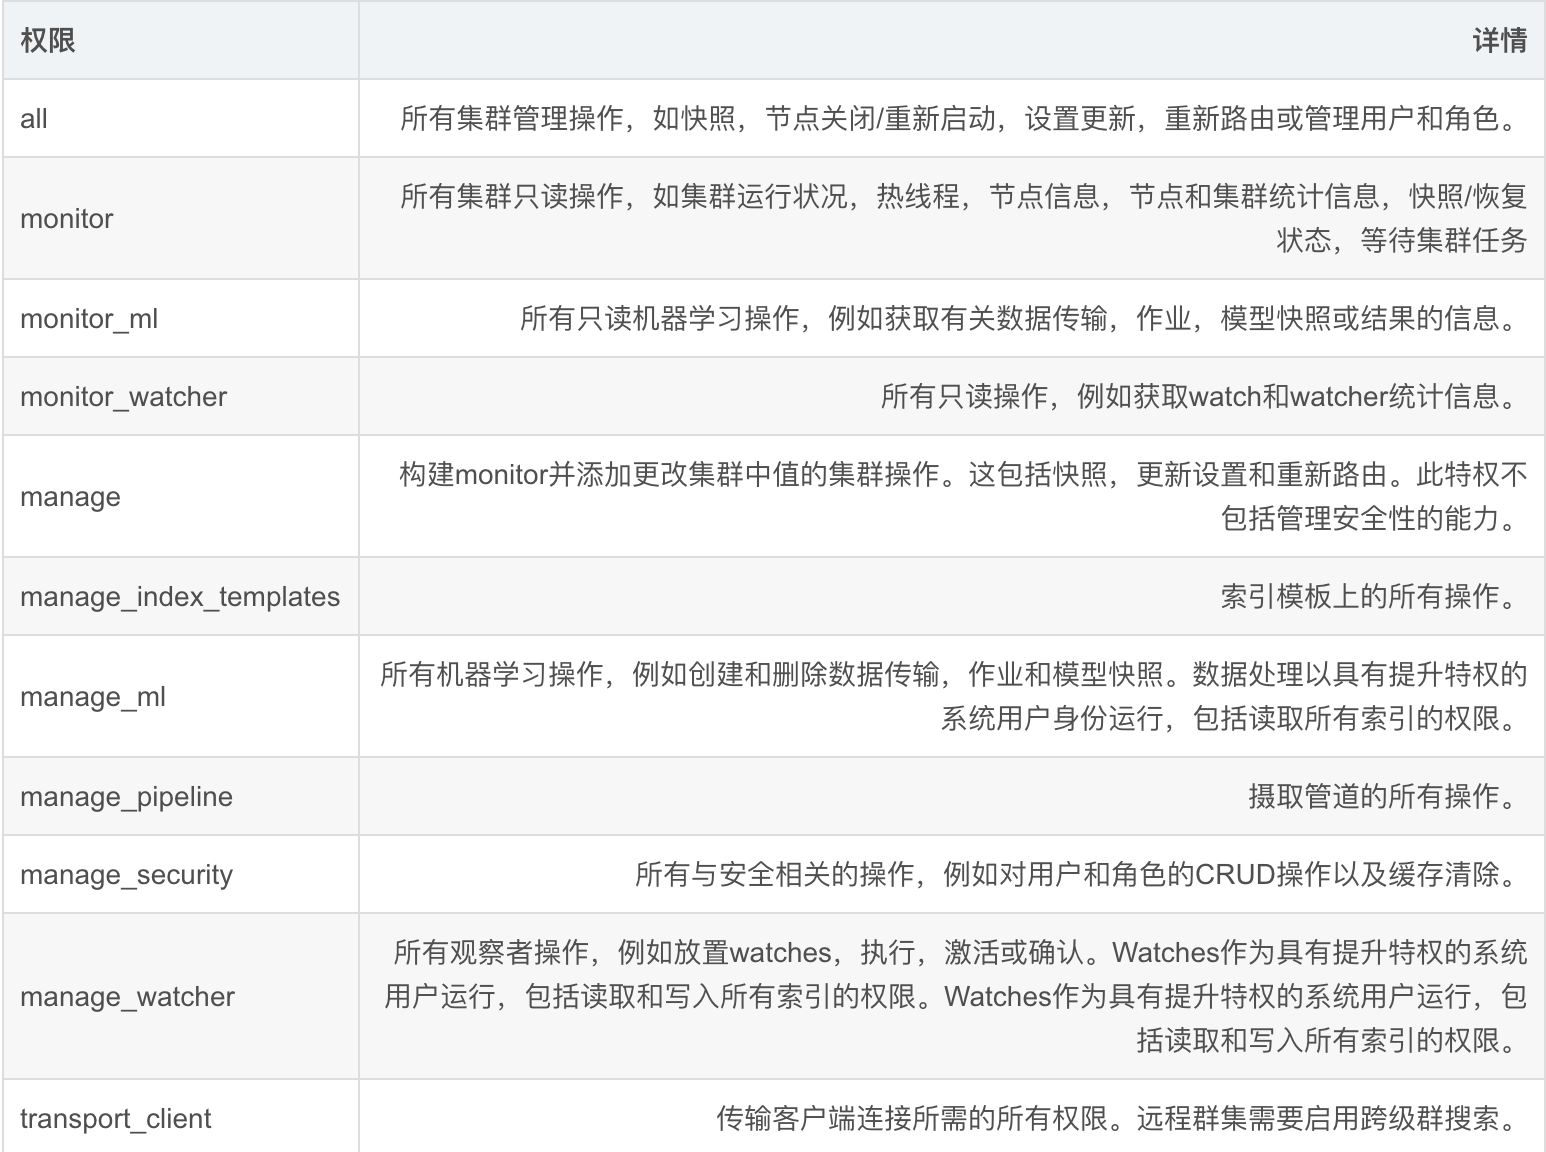 权限
详情
all
所有集群管理操作，如快照，节点关闭/重新启动，设置更新，重新路由或管理用户和角色。
monitor
所有集群只读操作，如集群运行状况，热线程，节点信息，节点和集群统计信息，快照/恢复
状态，等待集群任务
monitor_ml
所有只读机器学习操作，例如获取有关数据传输，作业，模型快照或结果的信息。
monitor_watcher
所有只读操作，例如获取watch和watcher统计信息。
manage
构建monitor并添加更改集群中值的集群操作。这包括快照，更新设置和重新路由。此特权不
包括管理安全性的能力。
manage_index_templates
索引模板上的所有操作。
manage_ml
所有机器学习操作，例如创建和删除数据传输，作业和模型快照。数据处理以具有提升特权的
系统用户身份运行，包括读取所有索引的权限。
manage_pipeline
摄取管道的所有操作。
manage_security
所有与安全相关的操作，例如对用户和角色的CRUD操作以及缓存清除。
manage_watcher
所有观察者操作，例如放置watches，执行，激活或确认。Watches作为具有提升特权的系统
用户运行，包括读取和写入所有索引的权限。Watches作为具有提升特权的系统用户运行，包
括读取和写入所有索引的权限。
transport_client
传输客户端连接所需的所有权限。远程群集需要启用跨级群搜索。